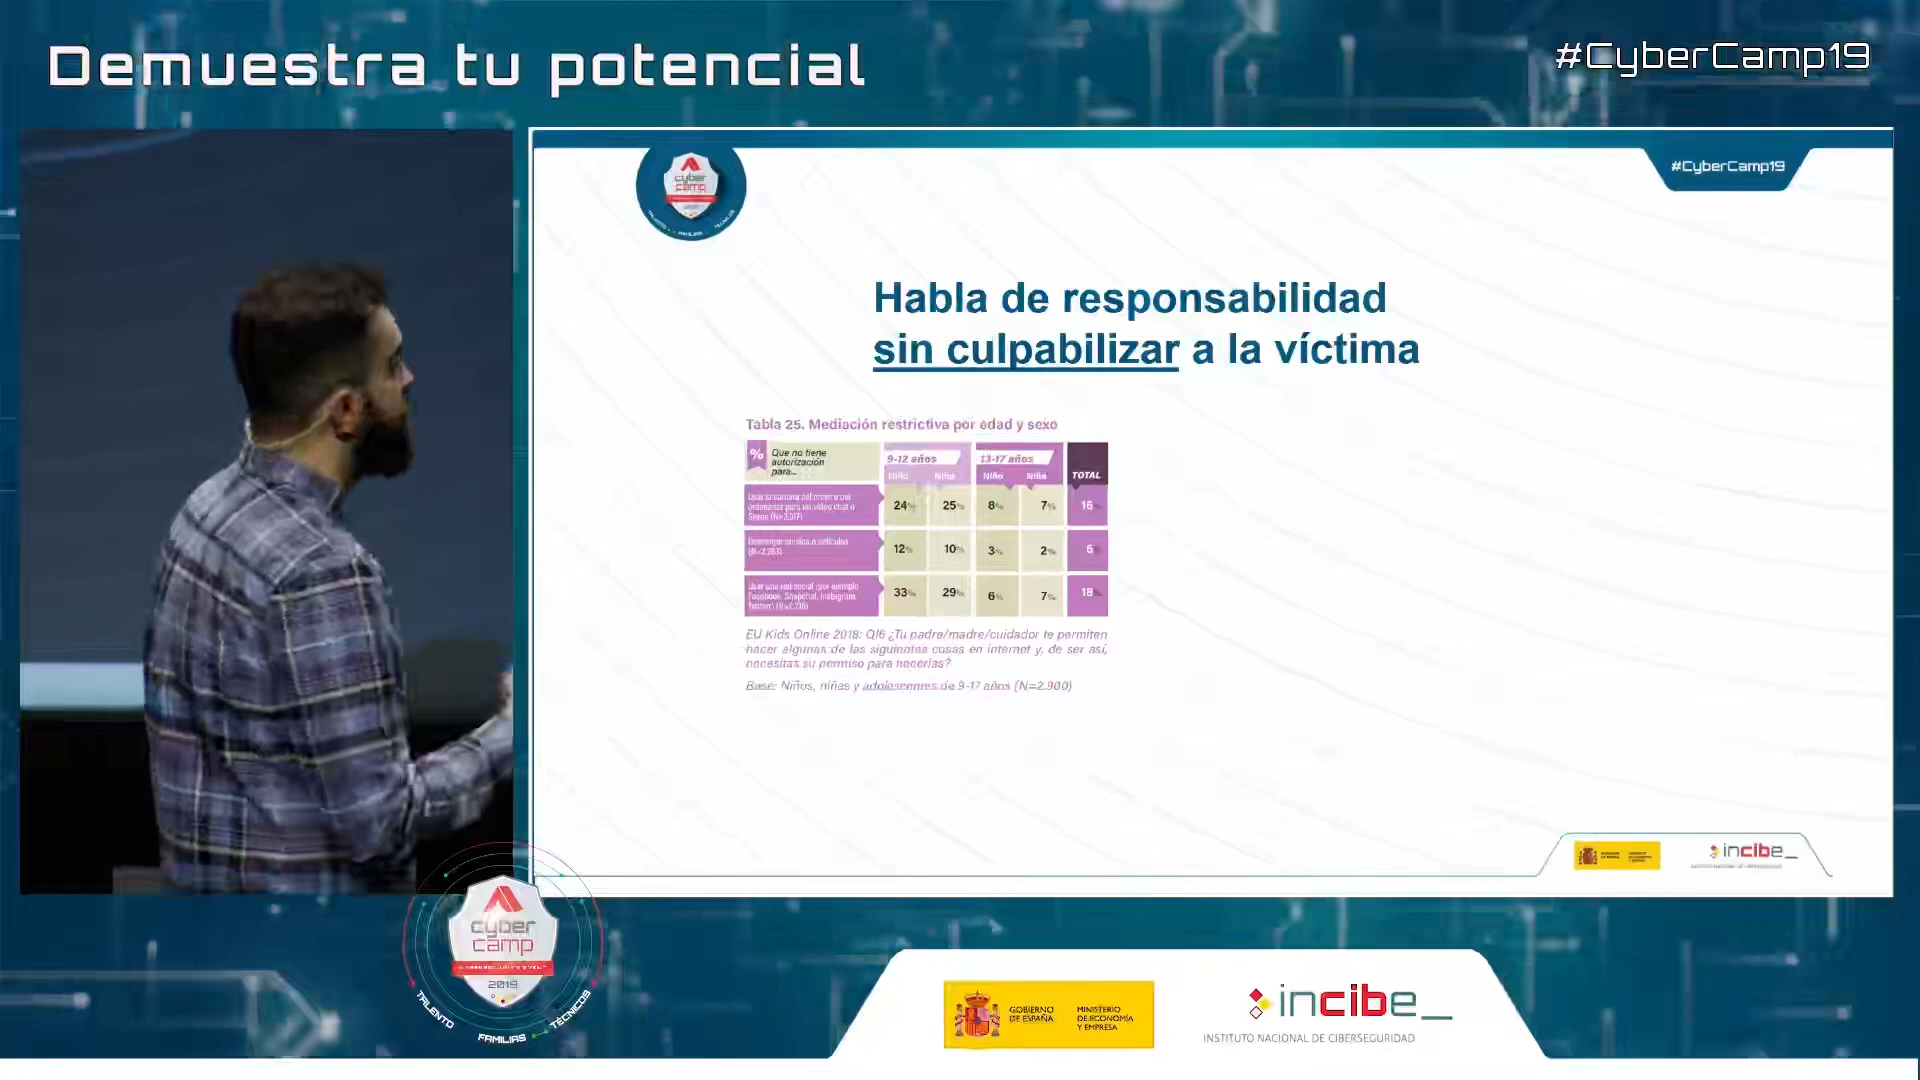 Demuestra tu potencial
#CyberCamp19
#CyberCamp19
cyber
camp
Habla de responsabilidad
sin culpabilizar a la víctima
Tabla 25. Mediación restrictiva por edad y sexo
% Que no tiene
autorización
para...
9-12 años 13-17 años
Niño Niña Niño Niña TOTAL
24% 25% 8% 7% 16%
12% 10% 3% 2% 6
33% 29% 6% 7% 18%
EU Kids Online 2018: QI6 ¿Tu padre/madre/cuidador te permiten
hacer algunas de las siguientes cosas en internet y, de ser así,
necesitas su permiso para hacerlas?
Base: Niños, niñas y adolescentes de 9-17 años (N=2.900)
incibe_
cyber
camp
2019
TALENTO
FAMILIAS
TÉCNICOS
GOBIERNO
DE ESPAÑA
MINISTERIO
DE ECONOMÍA
Y EMPRESA
incibe_
INSTITUTO NACIONAL DE CIBERSEGURIDAD